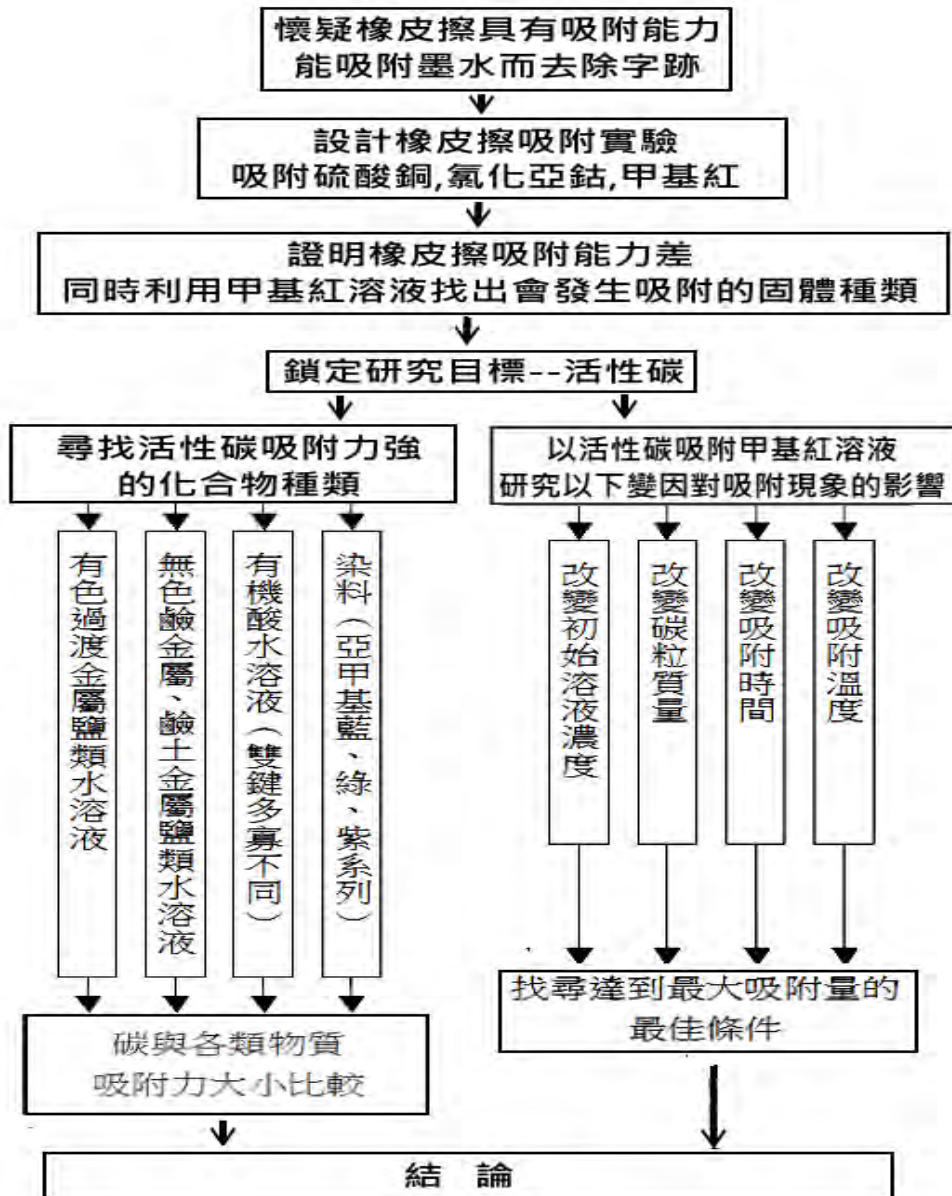 懷疑橡皮擦具有吸附能力
能吸附墨水而去除字跡
設計橡皮擦吸附實驗
吸附硫酸銅,氯化亞鈷,甲基紅
證明橡皮擦吸附能力差
同時利用甲基紅溶液找出會發生吸附的固體種類
鎖定研究目標--活性碳
尋找活性碳吸附力強
的化合物種類
有色過渡金屬鹽類水溶液
無色鹼金屬、鹼土金屬鹽類水溶液
有機酸水溶液（雙鍵多寡不同）
染料（亞甲基藍、綠、紫系列）
碳與各類物質
吸附力大小比較
以活性碳吸附甲基紅溶液
研究以下變因對吸附現象的影響
改變初始溶液濃度
改變碳粒質量
改變吸附時間
改變吸附溫度
找尋達到最大吸附量的
最佳條件
結 論